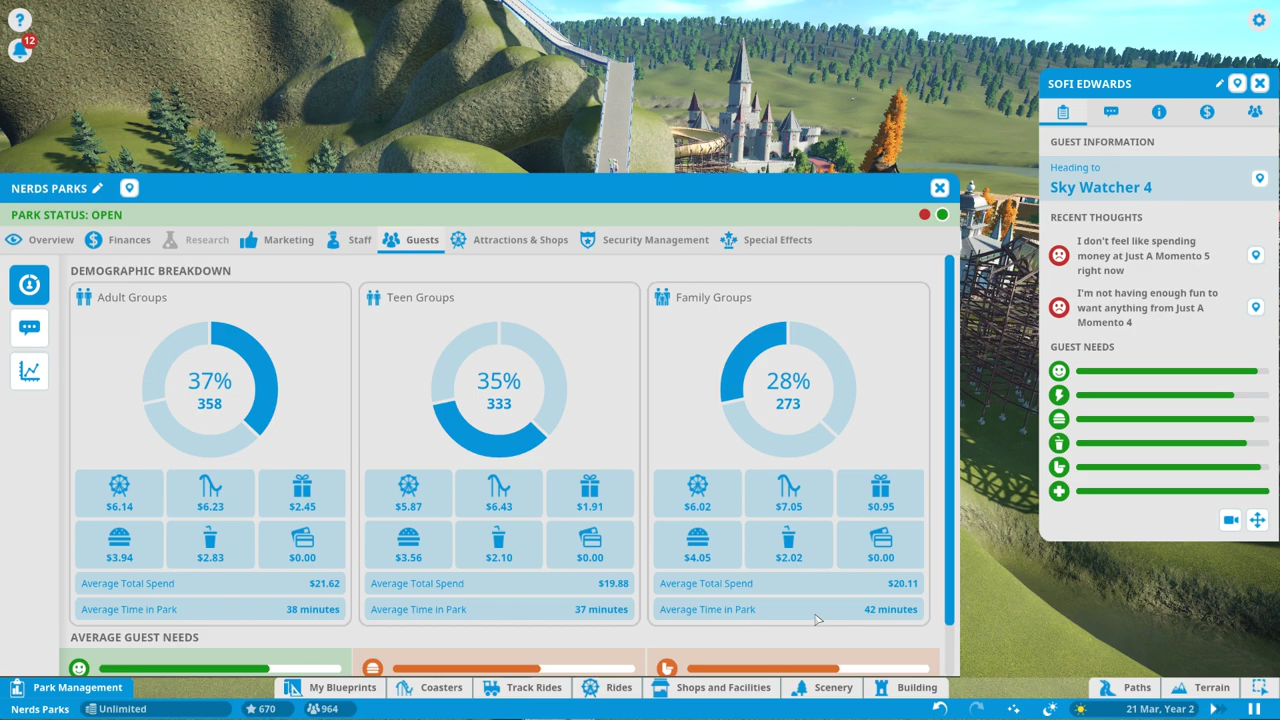 ?
12
SOFI EDWARDS
GUEST INFORMATION
Heading to
Sky Watcher 4
RECENT THOUGHTS
I don't feel like spending
money at Just A Momento 5
right now
I'm not having enough fun to
want anything from Just A
Momento 4
GUEST NEEDS
NERDS PARKS
PARK STATUS: OPEN
Overview
Finances
Research
Marketing
Staff
Guests
Attractions & Shops
Security Management
Special Effects
DEMOGRAPHIC BREAKDOWN
Adult Groups
37%
358
$6.14 $6.23 $2.45
$3.94 $2.83 $0.00
Average Total Spend $21.62
Average Time in Park 38 minutes
Teen Groups
35%
333
$5.87 $6.43 $1.91
$3.56 $2.10 $0.00
Average Total Spend $19.88
Average Time in Park 37 minutes
Family Groups
28%
273
$6.02 $7.05 $0.95
$4.05 $2.02 $0.00
Average Total Spend $20.11
Average Time in Park 42 minutes
AVERAGE GUEST NEEDS
Park Management
My Blueprints
Coasters
Track Rides
Rides
Shops and Facilities
Scenery
Building
Paths
Terrain
Nerds Parks
Unlimited
670
964
21 Mar, Year 2